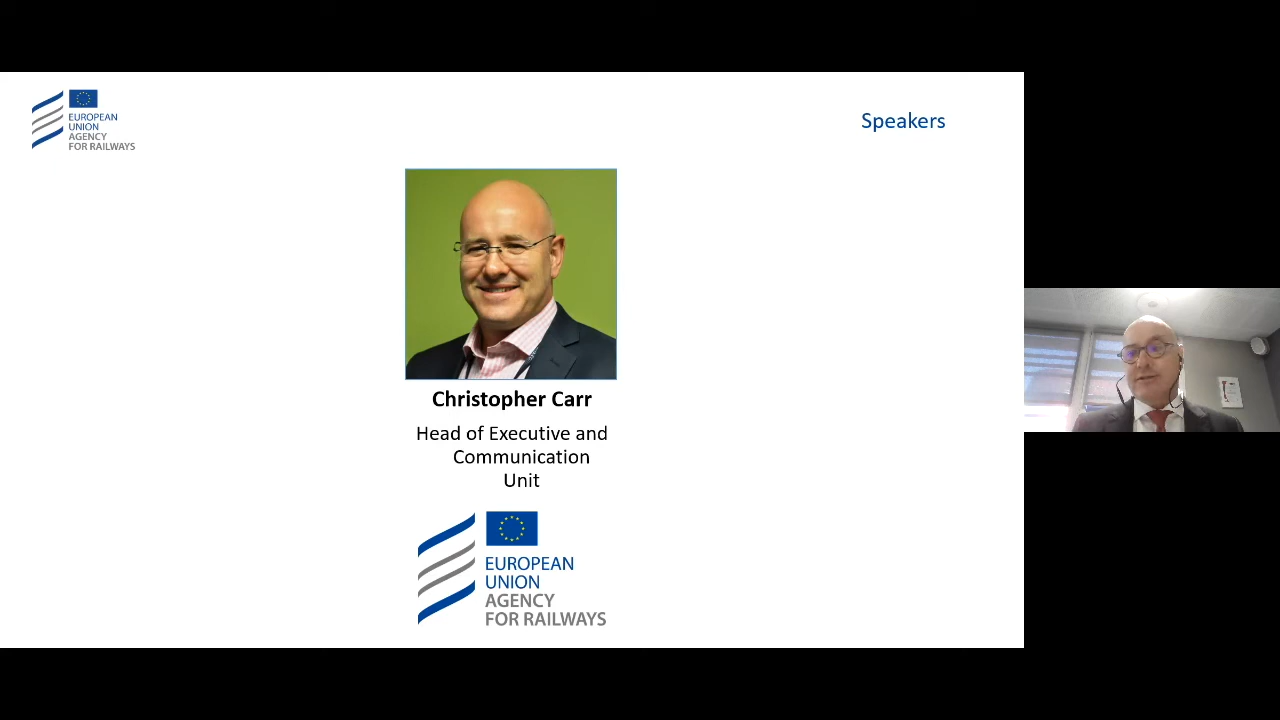 EUROPEAN
UNION
AGENCY
FOR RAILWAYS
Speakers
Christopher Carr
Head of Executive and
Communication
Unit
EUROPEAN
UNION
AGENCY
FOR RAILWAYS